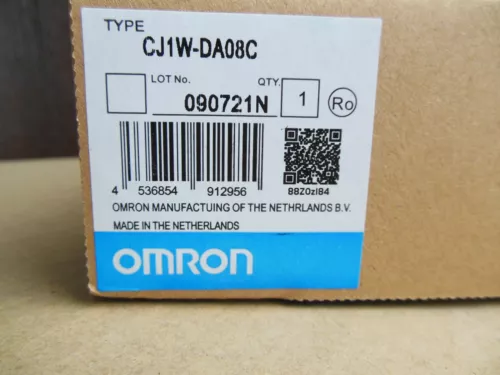 TYPE
CJ1W-DA08C
LOT No. QTY.
090721N 1 Ro
4 536854 912956
88Z0zl84
OMRON MANUFACTUING OF THE NETHRLANDS B.V.
MADE IN THE NETHERLANDS
OMRON